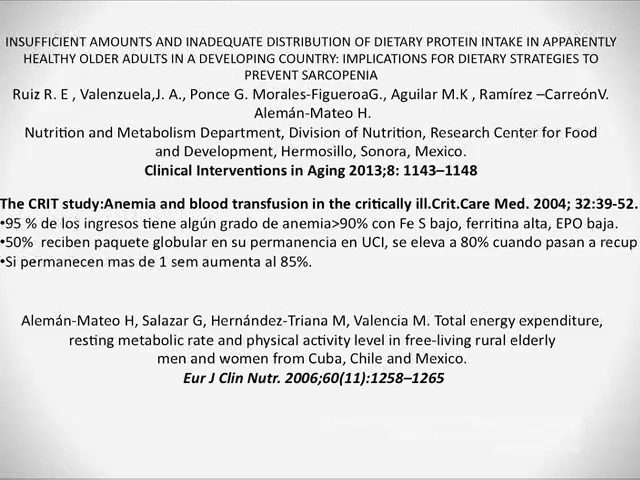 INSUFFICIENT AMOUNTS AND INADEQUATE DISTRIBUTION OF DIETARY PROTEIN INTAKE IN APPARENTLY
HEALTHY OLDER ADULTS IN A DEVELOPING COUNTRY: IMPLICATIONS FOR DIETARY STRATEGIES TO
PREVENT SARCOPENIA
Ruiz R. E , Valenzuela,J. A., Ponce G. Morales-FigueroaG., Aguilar M.K , Ramírez –CarreónV.
Alemán-Mateo H.
Nutrition and Metabolism Department, Division of Nutrition, Research Center for Food
and Development, Hermosillo, Sonora, Mexico.
Clinical Interventions in Aging 2013;8: 1143–1148
The CRIT study:Anemia and blood transfusion in the critically ill.Crit.Care Med. 2004; 32:39-52.
•95 % de los ingresos tiene algún grado de anemia>90% con Fe S bajo, ferritina alta, EPO baja.
•50% reciben paquete globular en su permanencia en UCI, se eleva a 80% cuando pasan a recup
•Si permanecen mas de 1 sem aumenta al 85%.
Alemán-Mateo H, Salazar G, Hernández-Triana M, Valencia M. Total energy expenditure,
resting metabolic rate and physical activity level in free-living rural elderly
men and women from Cuba, Chile and Mexico.
Eur J Clin Nutr. 2006;60(11):1258–1265